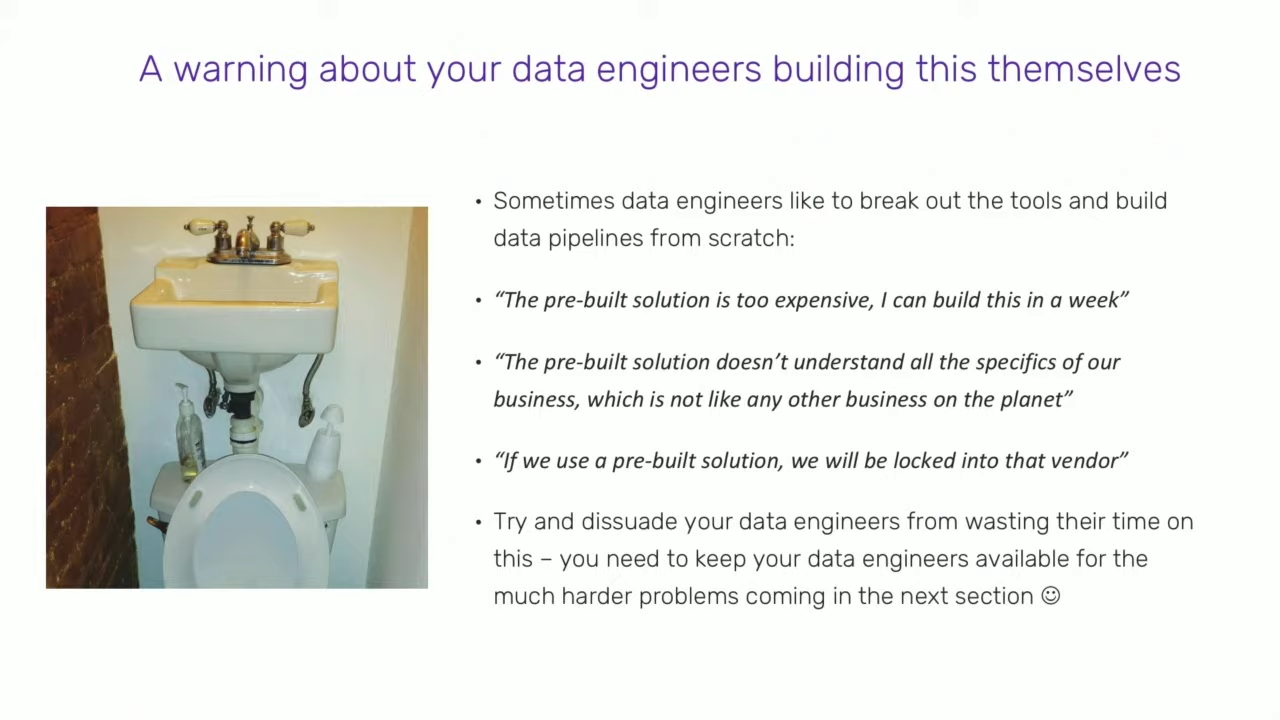 A warning about your data engineers building this themselves
• Sometimes data engineers like to break out the tools and build
data pipelines from scratch:
• “The pre-built solution is too expensive, I can build this in a week”
• “The pre-built solution doesn’t understand all the specifics of our
business, which is not like any other business on the planet”
• “If we use a pre-built solution, we will be locked into that vendor”
• Try and dissuade your data engineers from wasting their time on
this – you need to keep your data engineers available for the
much harder problems coming in the next section ☺